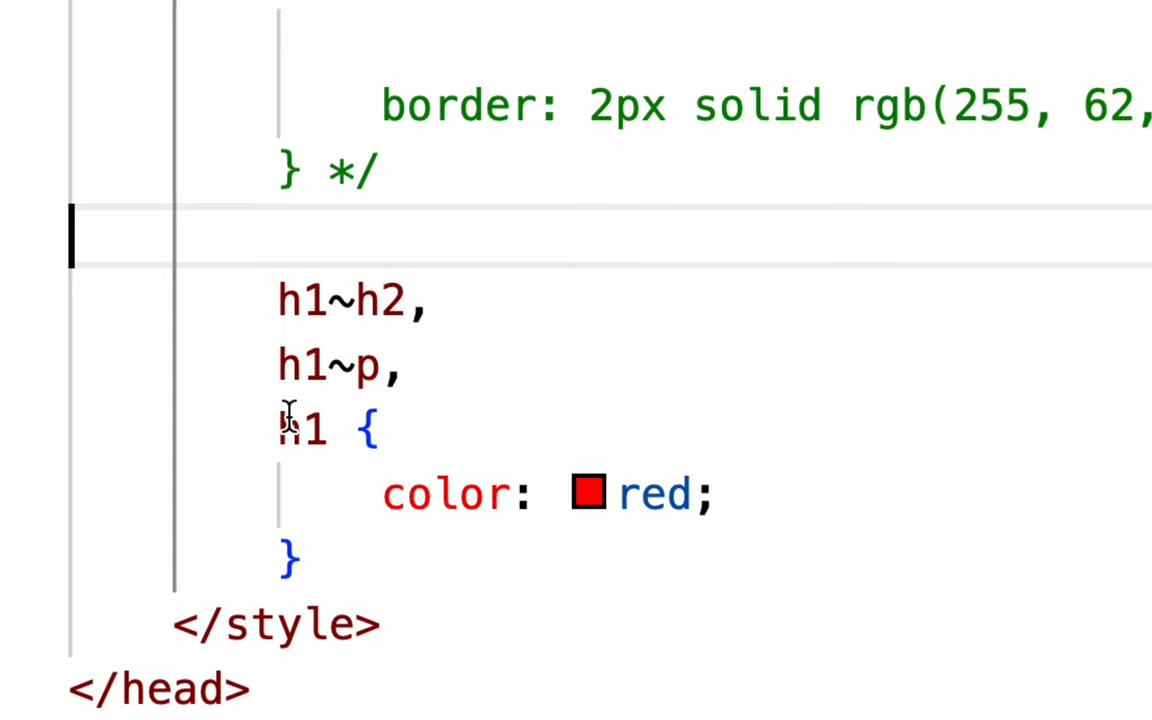 border: 2px solid rgb(255, 62,
} */
h1~h2,
h1~p,
h1 {
color: red;
}
</style>
</head>